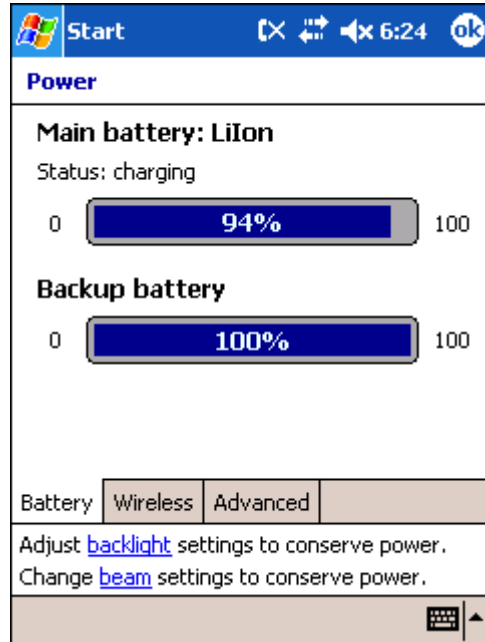 Start 6:24 ok
Power
Main battery: LiIon
Status: charging
0 94% 100
Backup battery
0 100% 100
Battery Wireless Advanced
Adjust backlight settings to conserve power.
Change beam settings to conserve power.